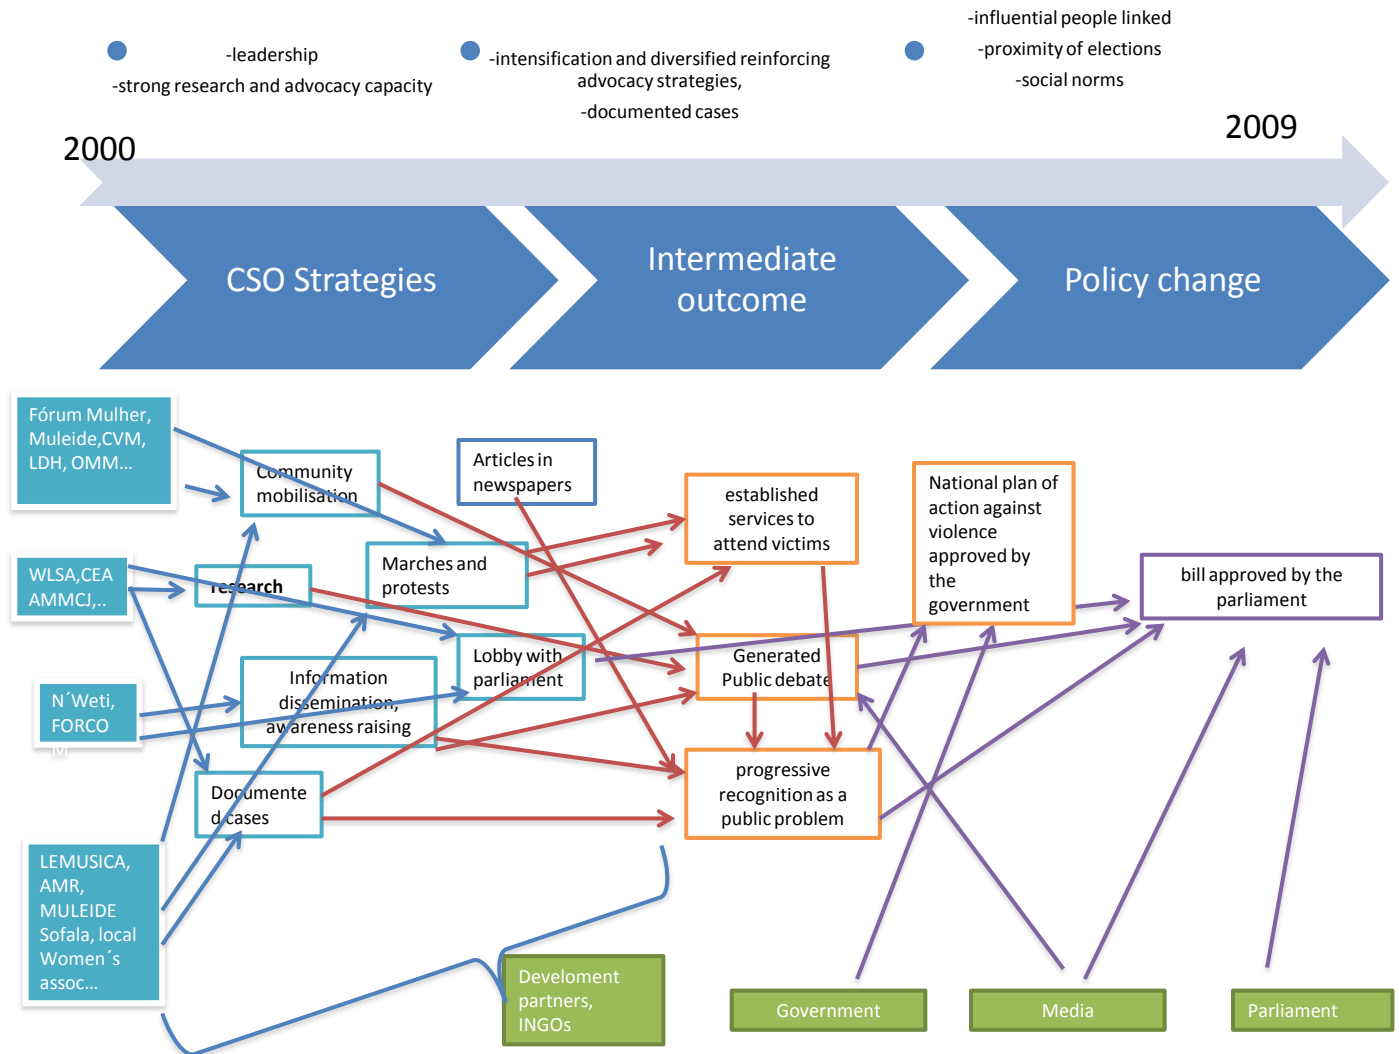 -leadership
-strong research and advocacy capacity
-intensification and diversified reinforcing
advocacy strategies,
-documented cases
-influential people linked
-proximity of elections
-social norms
2000
2009
CSO Strategies
Intermediate
outcome
Policy change
Fórum Mulher,
Muleide,CVM,
LDH, OMM...
WLSA,CEA
AMMCJ,..
N´Weti,
FORCO
M
LEMUSICA,
AMR,
MULEIDE
Sofala, local
Women´s
assoc...
Community
mobilisation
research
Information
dissemination,
awareness raising
Documente
d cases
Articles in
newspapers
Marches and
protests
Lobby with
parliament
established
services to
attend victims
Generated
Public debate
progressive
recognition as a
public problem
National plan of
action against
violence
approved by
the
government
bill approved by the
parliament
Develoment
partners,
INGOs
Government
Media
Parliament